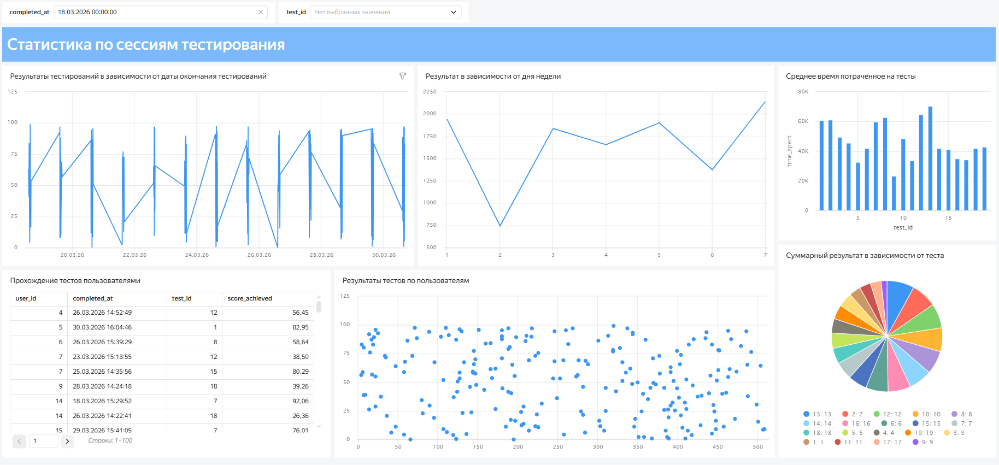 completed_at 18.03.2026 00:00:00 test_id Нет выбранных значений
Статистика по сессиям тестирования
Результаты тестирований в зависимости от даты окончания тестирований
125
100
75
50
25
0
20.03.26 22.03.26 24.03.26 26.03.26 28.03.26 30.03.26
Результат в зависимости от дня недели
2250
2000
1750
1500
1250
1000
750
500
1 2 3 4 5 6 7
Среднее время потраченное на тесты
80K
60K
40K
20K
0
time_spent
5 10 15
test_id
Прохождение тестов пользователями
user_id completed_at test_id score_achieved
4 26.03.2026 14:52:49 12 56,45
5 30.03.2026 16:04:46 1 82,95
6 26.03.2026 15:39:29 8 58,64
7 23.03.2026 15:13:55 12 38,50
7 25.03.2026 14:35:56 15 80,29
9 28.03.2026 14:24:18 18 39,26
14 18.03.2026 15:29:52 7 92,06
14 26.03.2026 14:22:41 18 26,36
15 29.03.2026 15:41:05 7 76,01
1 Строки: 1–100
Результаты тестов по пользователям
125
100
75
50
25
0
0 50 100 150 200 250 300 350 400 450 500
Суммарный результат в зависимости от теста
13: 13 2: 2 12: 12 10: 10 8: 8
14: 14 16: 16 6: 6 15: 15 7: 7
18: 18 5: 5 4: 4 19: 19 3: 3
1: 1 11: 11 17: 17 9: 9